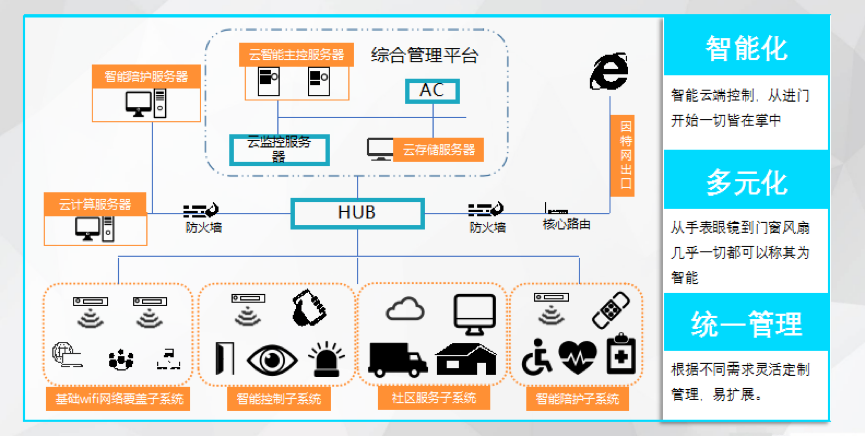 云智能主控服务器
综合管理平台
智能陪护服务器
AC
云监控服务
器
云存储服务器
因
特
网
出
口
云计算服务器
HUB
防火墙
防火墙
核心路由
基础wifi网络覆盖子系统
智能控制子系统
社区服务子系统
智能陪护子系统
智能化
智能云端控制、从进门
开始一切皆在掌中
多元化
从手表眼镜到门窗风扇
几乎一切都可以称其为
智能
统一管理
根据不同需求灵活定制
管理、易扩展。